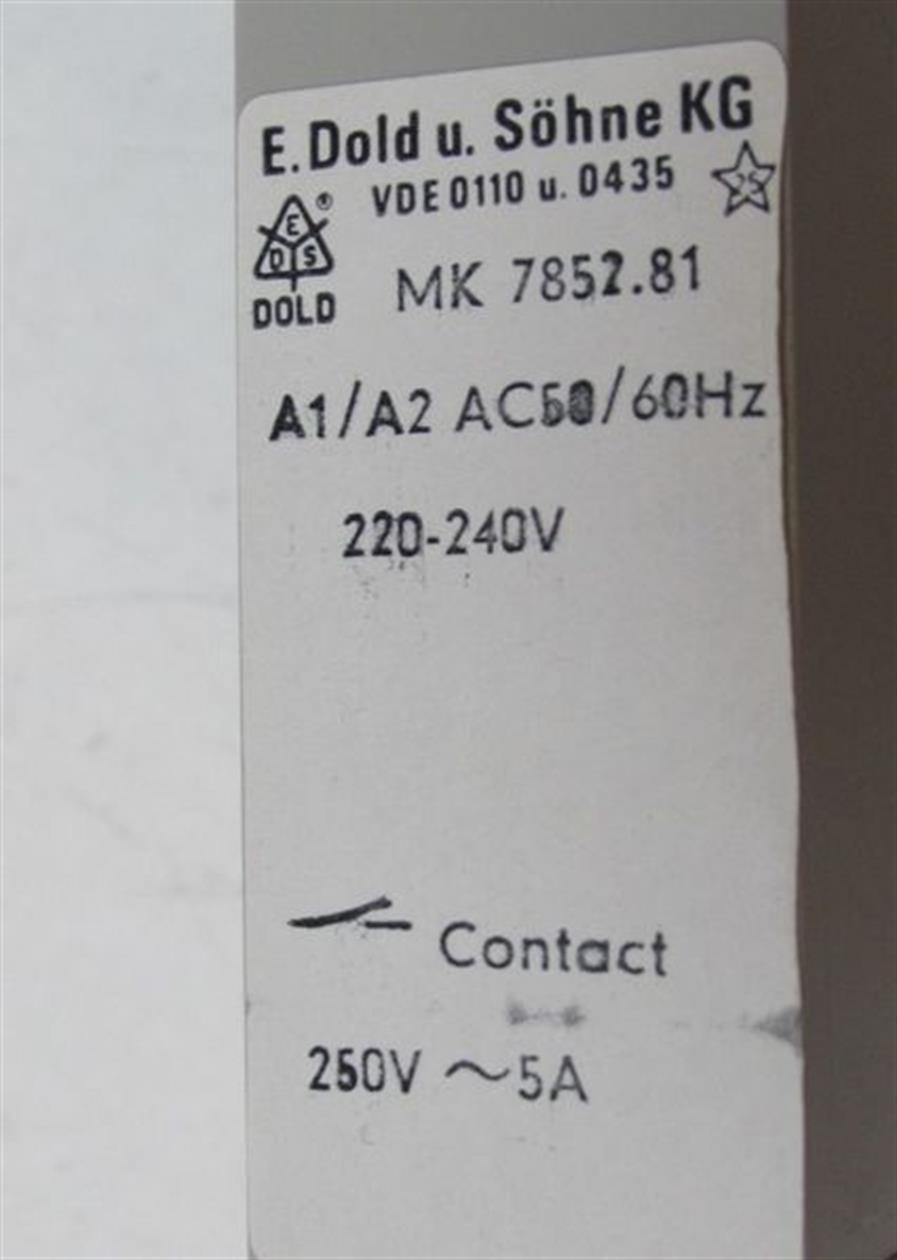 E. Dold u. Söhne KG
VDE 0110 u. 0435
25
E
D S
®
DOLD
MK 7852.81
A1/A2 AC50/60Hz
220-240V
Contact
250V ~5A